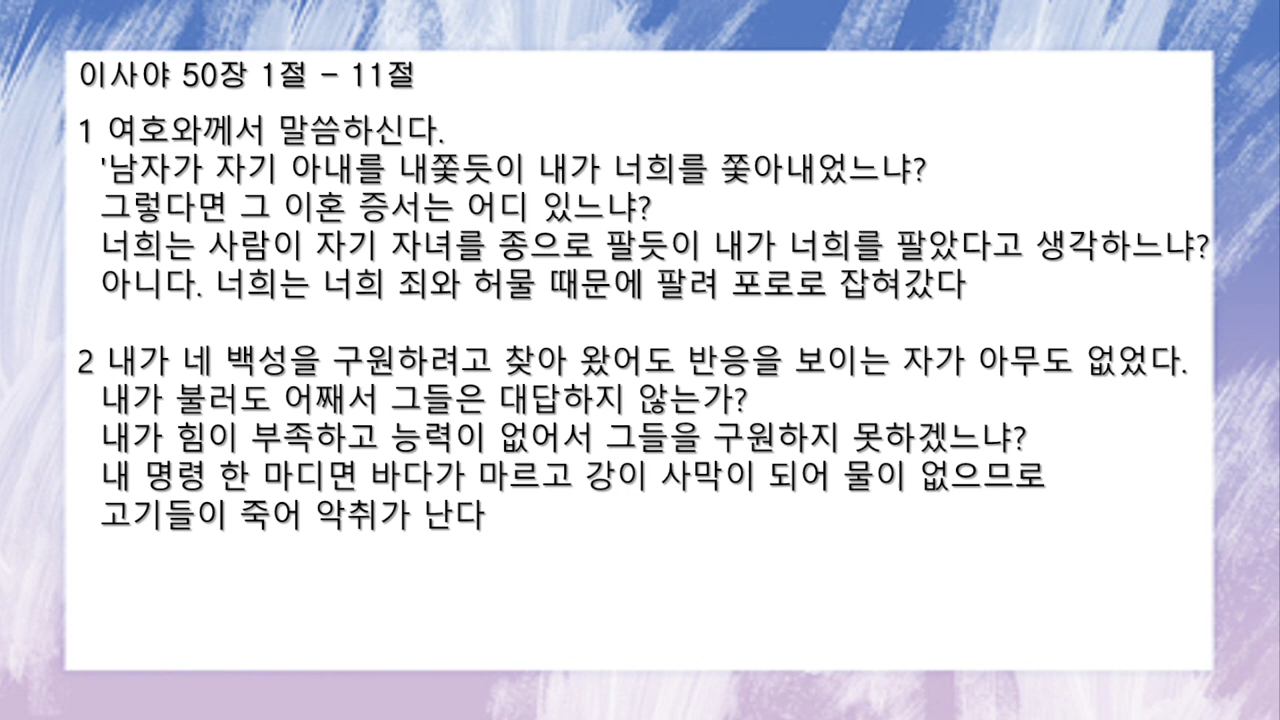 이사야 50장 1절 - 11절
1 여호와께서 말씀하신다.
'남자가 자기 아내를 내쫓듯이 내가 너희를 쫓아내었느냐?
그렇다면 그 이혼 증서는 어디 있느냐?
너희는 사람이 자기 자녀를 종으로 팔듯이 내가 너희를 팔았다고 생각하느냐?
아니다. 너희는 너희 죄와 허물 때문에 팔려 포로로 잡혀갔다
2 내가 네 백성을 구원하려고 찾아 왔어도 반응을 보이는 자가 아무도 없었다.
내가 불러도 어째서 그들은 대답하지 않는가?
내가 힘이 부족하고 능력이 없어서 그들을 구원하지 못하겠느냐?
내 명령 한 마디면 바다가 마르고 강이 사막이 되어 물이 없으므로
고기들이 죽어 악취가 난다